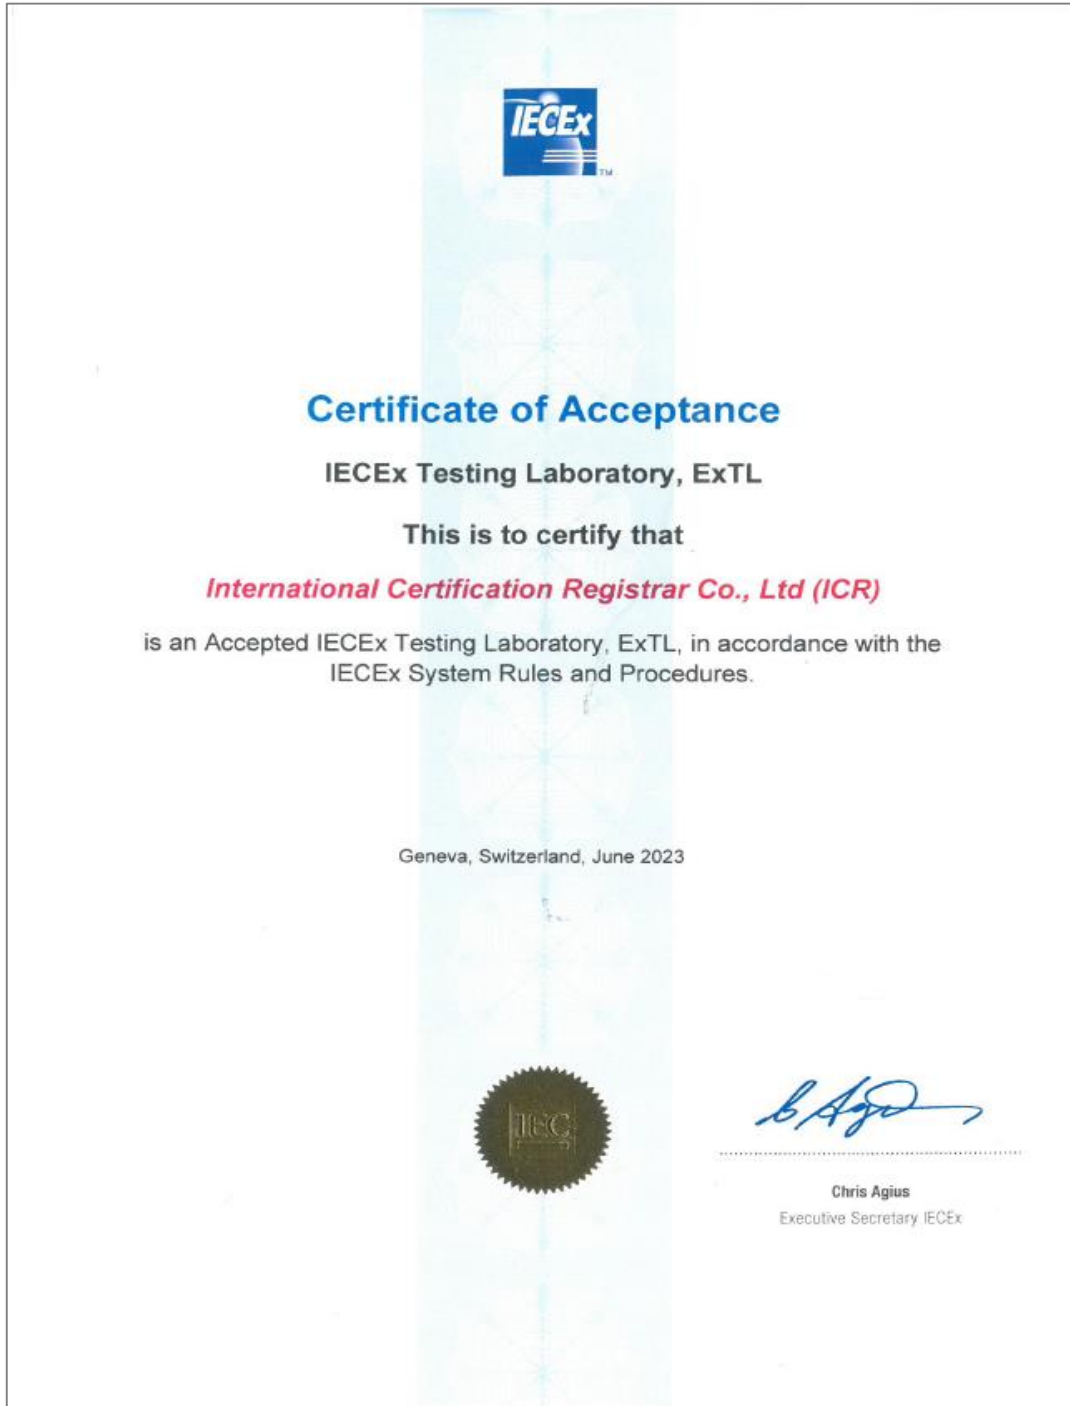 IECEx
TM
Certificate of Acceptance
IECEx Testing Laboratory, ExTL
This is to certify that
International Certification Registrar Co., Ltd (ICR)
is an Accepted IECEx Testing Laboratory, ExTL, in accordance with the
IECEx System Rules and Procedures.
Geneva, Switzerland, June 2023
IEC
Chris Agius
Executive Secretary IECEx